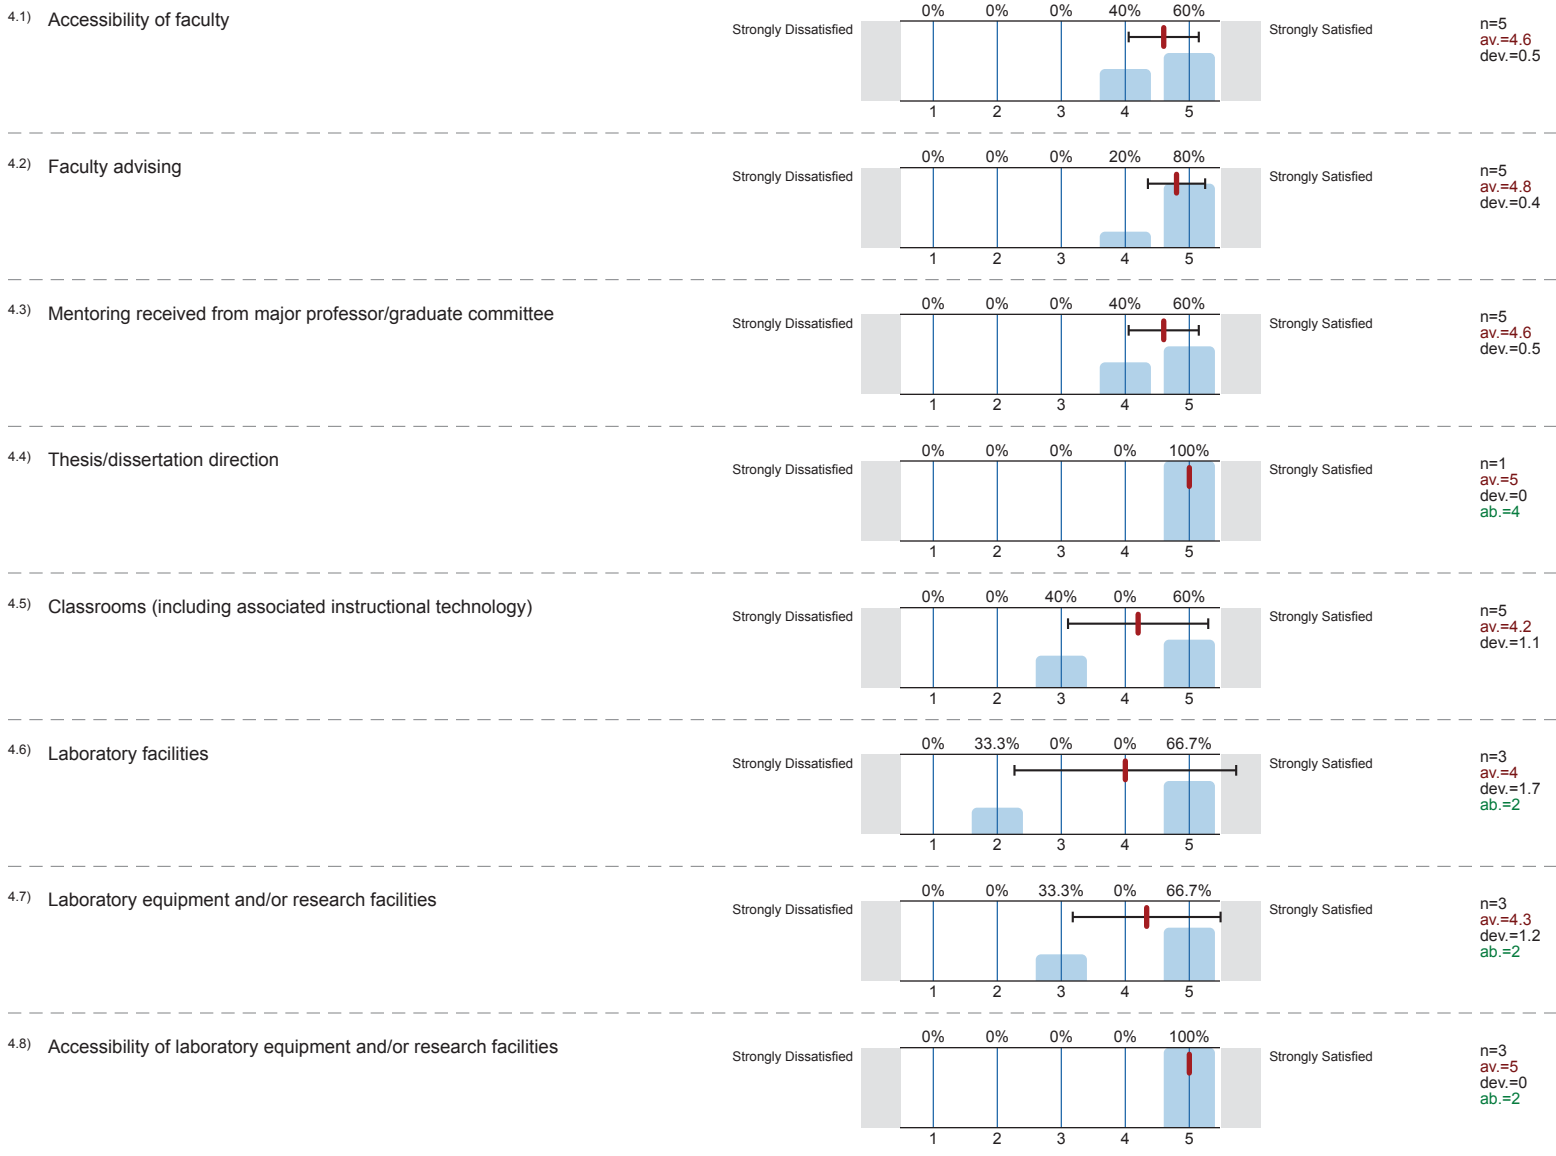 4.1) Accessibility of faculty
0% 0% 0% 40% 60%
Strongly Dissatisfied
Strongly Satisfied
1 2 3 4 5
n=5
av.=4.6
dev.=0.5
4.2) Faculty advising
0% 0% 0% 20% 80%
Strongly Dissatisfied
Strongly Satisfied
1 2 3 4 5
n=5
av.=4.8
dev.=0.4
4.3) Mentoring received from major professor/graduate committee
0% 0% 0% 40% 60%
Strongly Dissatisfied
Strongly Satisfied
1 2 3 4 5
n=5
av.=4.6
dev.=0.5
4.4) Thesis/dissertation direction
0% 0% 0% 0% 100%
Strongly Dissatisfied
Strongly Satisfied
1 2 3 4 5
n=1
av.=5
dev.=0
ab.=4
4.5) Classrooms (including associated instructional technology)
0% 0% 40% 0% 60%
Strongly Dissatisfied
Strongly Satisfied
1 2 3 4 5
n=5
av.=4.2
dev.=1.1
4.6) Laboratory facilities
0% 33.3% 0% 0% 66.7%
Strongly Dissatisfied
Strongly Satisfied
1 2 3 4 5
n=3
av.=4
dev.=1.7
ab.=2
4.7) Laboratory equipment and/or research facilities
0% 0% 33.3% 0% 66.7%
Strongly Dissatisfied
Strongly Satisfied
1 2 3 4 5
n=3
av.=4.3
dev.=1.2
ab.=2
4.8) Accessibility of laboratory equipment and/or research facilities
0% 0% 0% 0% 100%
Strongly Dissatisfied
Strongly Satisfied
1 2 3 4 5
n=3
av.=5
dev.=0
ab.=2